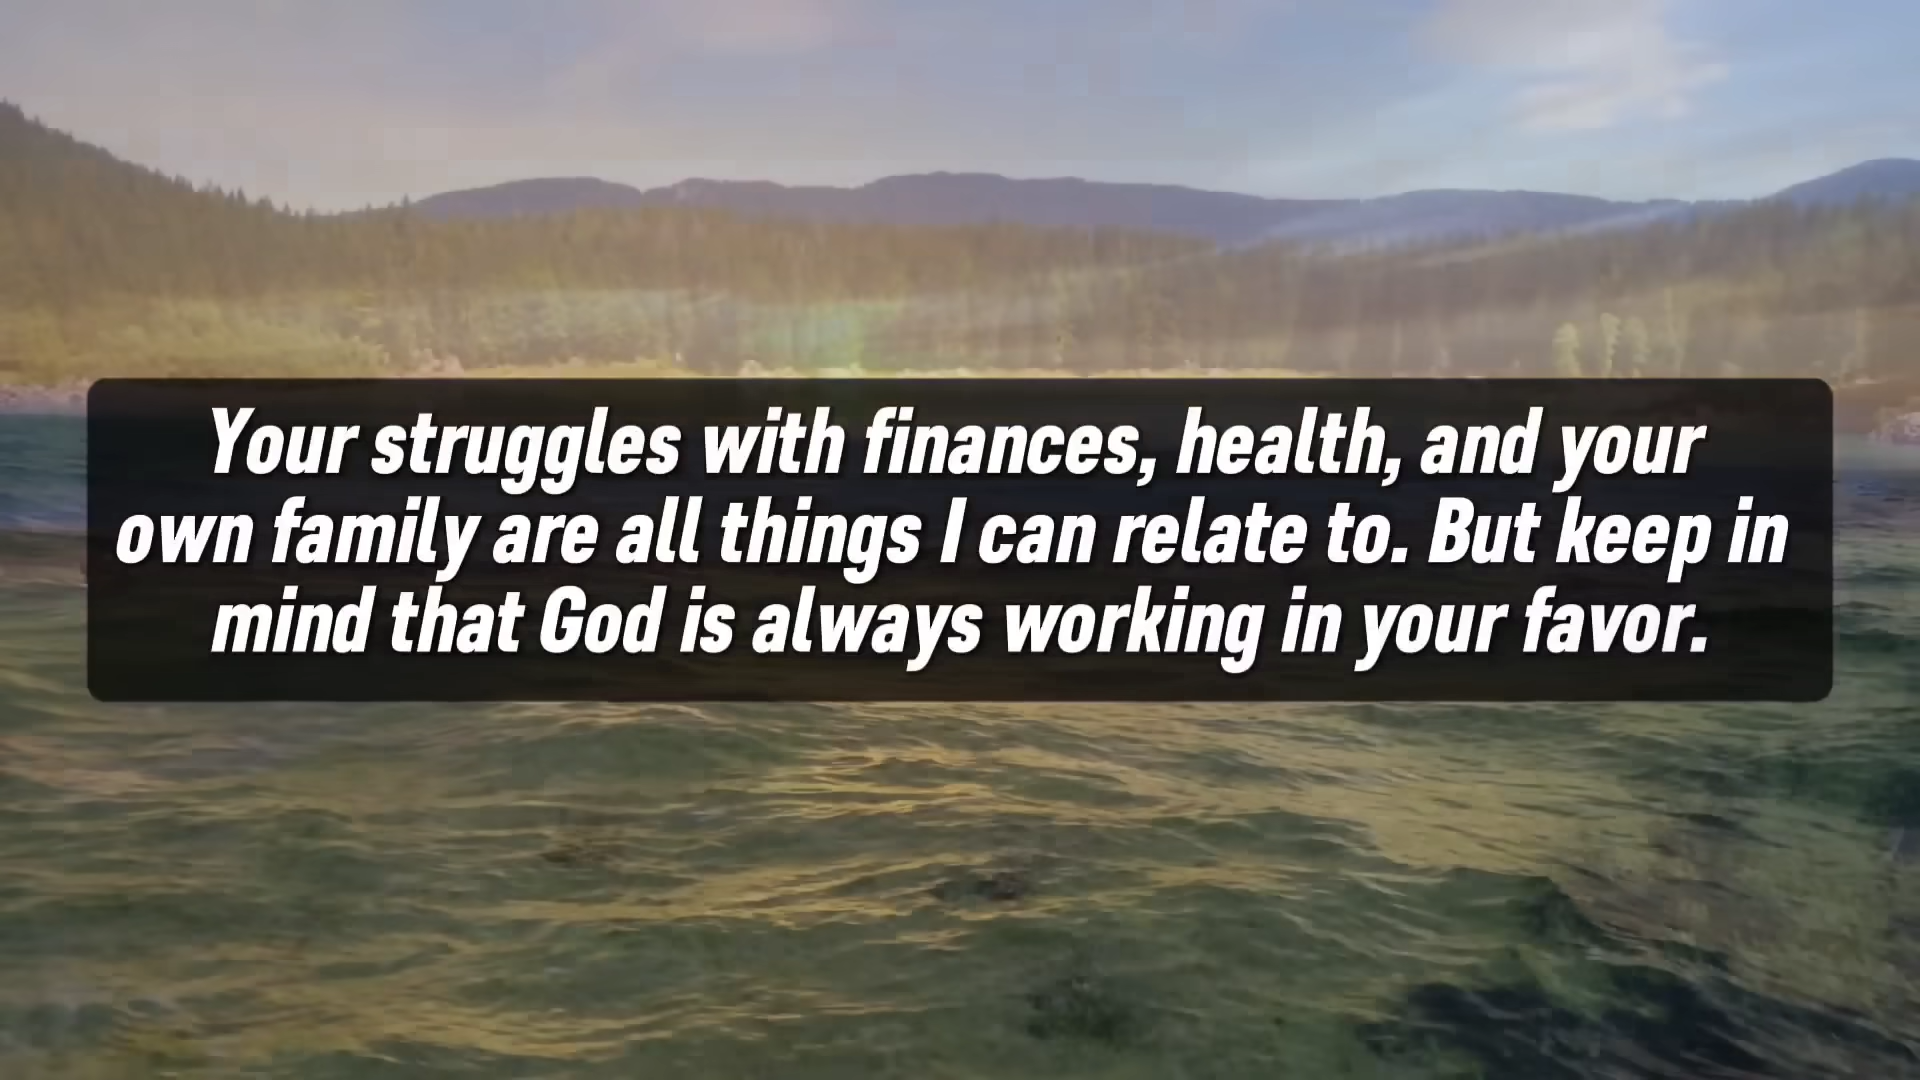 Your struggles with finances, health, and your
own family are all things I can relate to. But keep in
mind that God is always working in your favor.